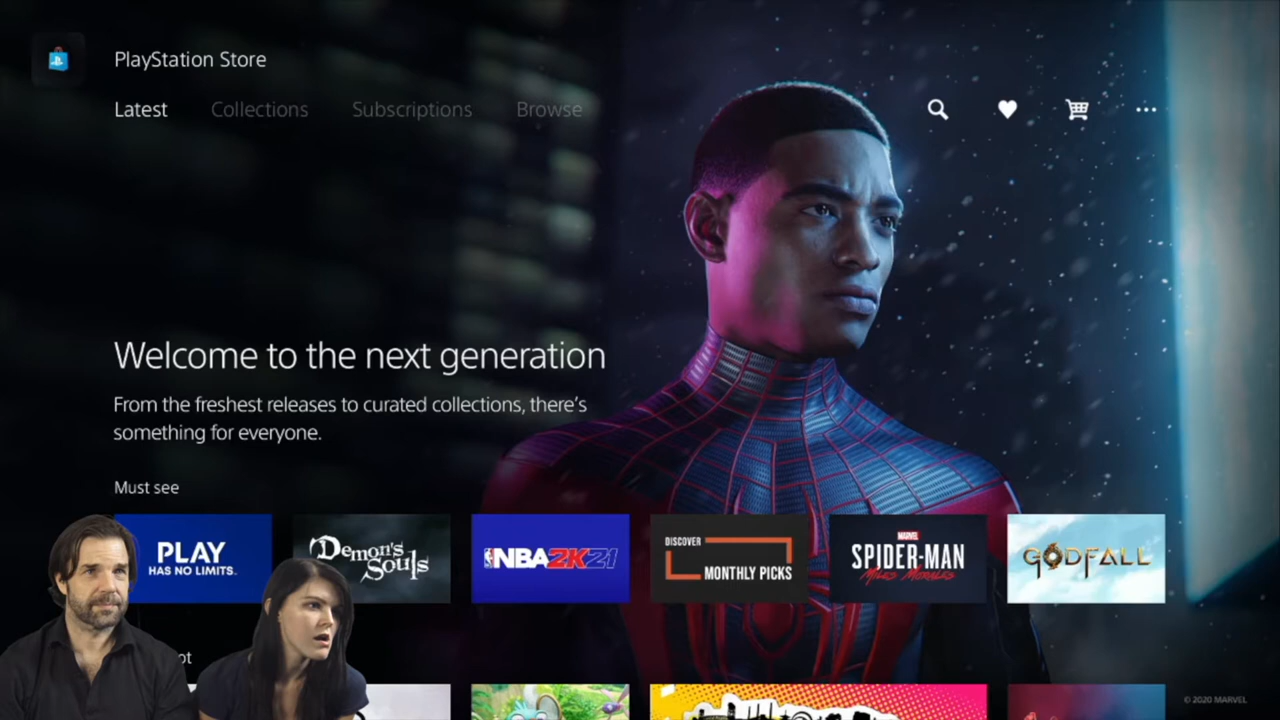 PlayStation Store
Latest Collections Subscriptions Browse
Welcome to the next generation
From the freshest releases to curated collections, there's
something for everyone.
Must see
PLAY
HAS NO LIMITS.
Demon's
Souls
NBA2K21
DISCOVER
MONTHLY PICKS
MARVEL
SPIDER-MAN
Miles Morales
GODFALL
© 2020 MARVEL